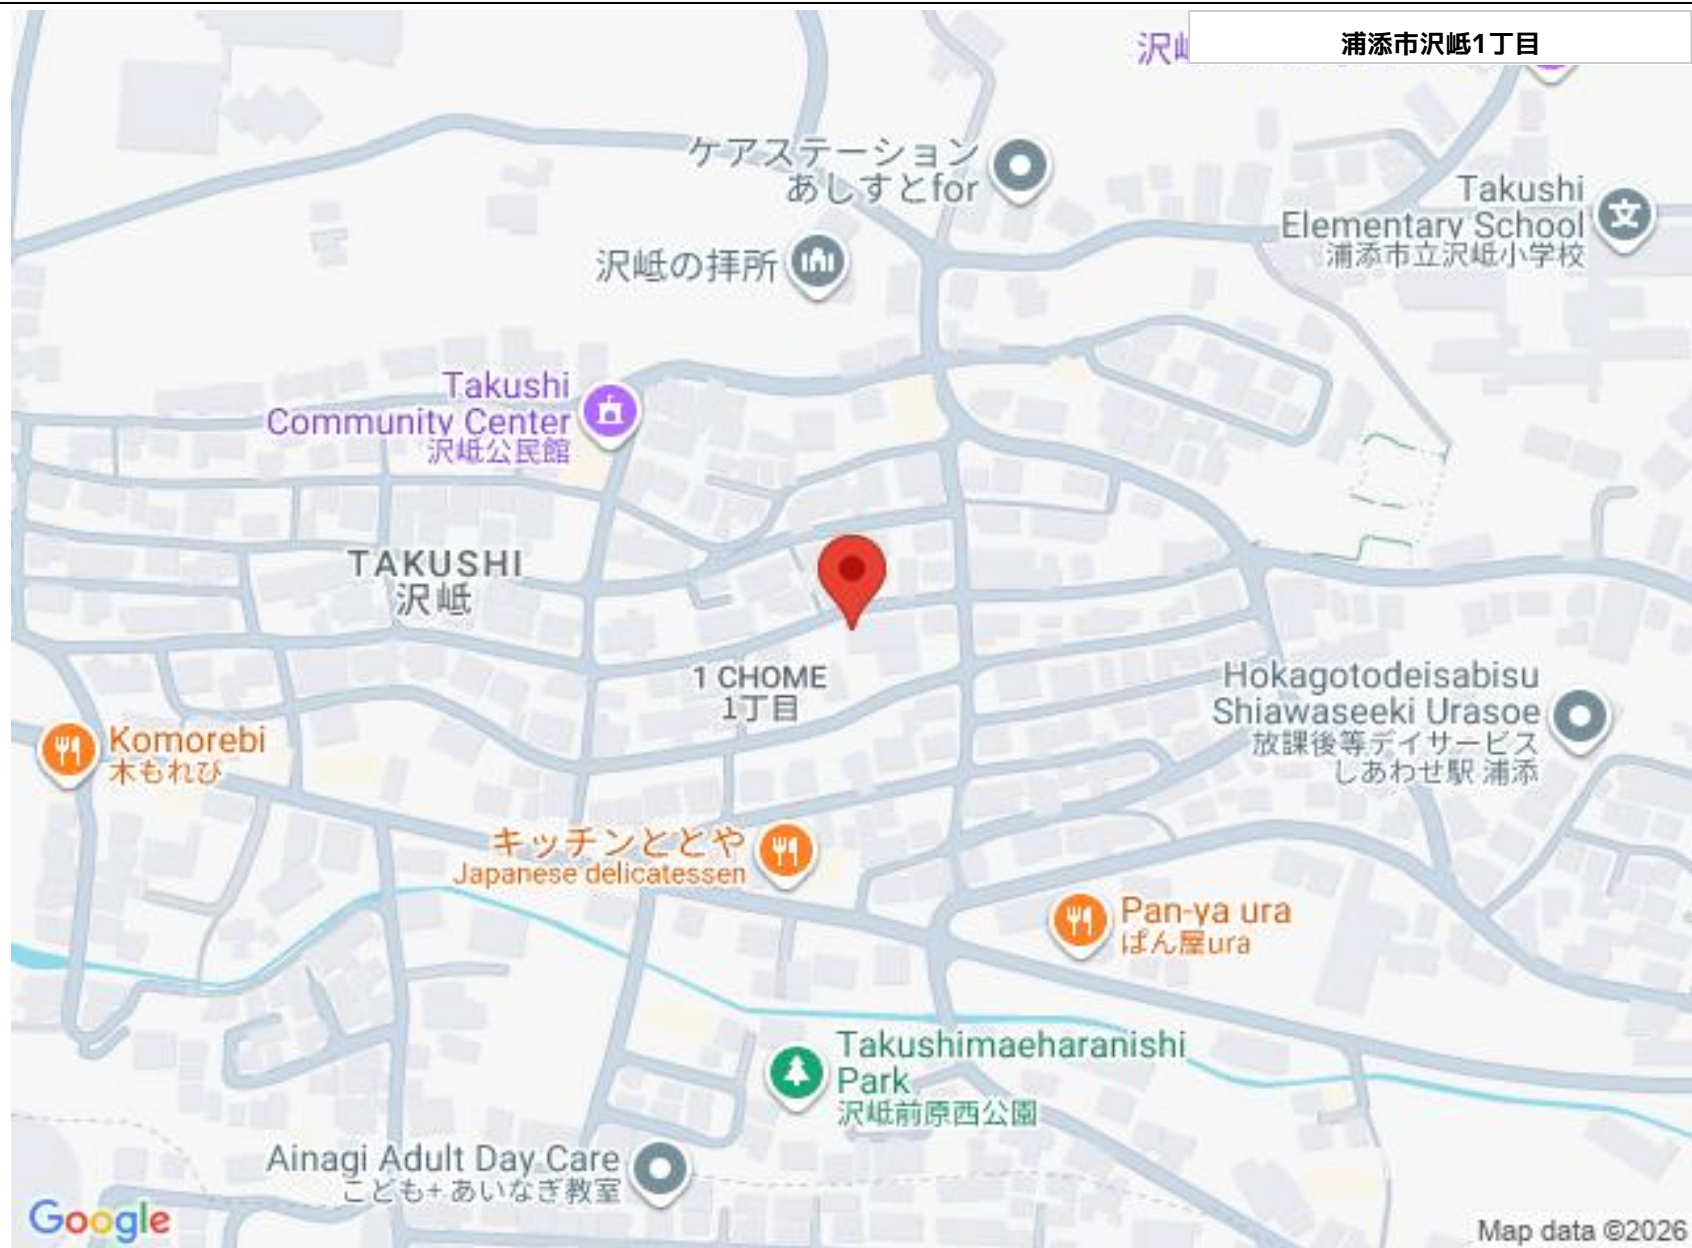 浦添市沢岻1丁目
沢岻
ケアステーション
あしすとfor
Takushi
Elementary School
浦添市立沢岻小学校
沢岻の拝所
Takushi
Community Center
沢岻公民館
TAKUSHI
沢岻
1 CHOME
1丁目
Hokagotodeisabisu
Shiawaseeki Urasoe
放課後等デイサービス
しあわせ駅 浦添
Komorebi
木もれび
キッチンととや
Japanese delicatessen
Pan-ya ura
ぱん屋ura
Takushimaeharanishi
Park
沢岻前原西公園
Ainagi Adult Day Care
こども+ あいなぎ教室
Google
Map data ©2026